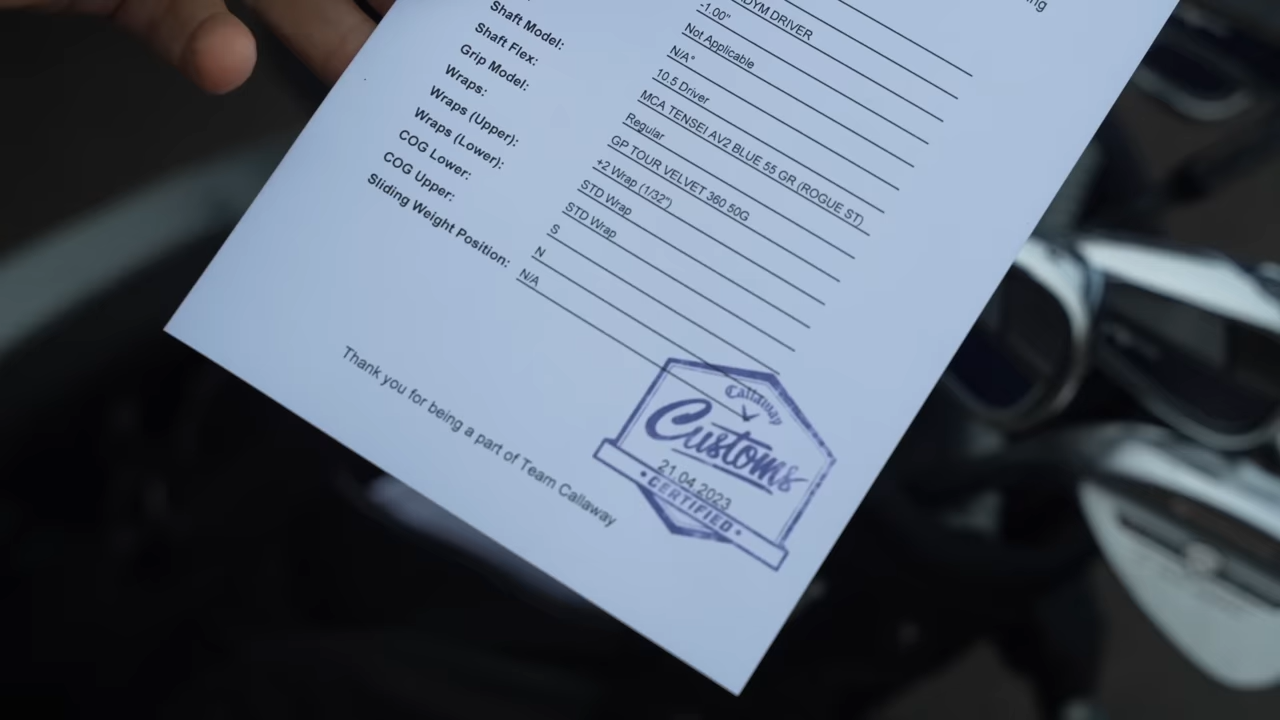 DRIVER
-1.00"
Not Applicable
N/A°
10.5 Driver
Shaft Model: MCA TENSEI AV2 BLUE 55 GR (ROGUE ST)
Shaft Flex: Regular
Grip Model: GP TOUR VELVET 360 50G
Wraps: +2 Wrap (1/32")
Wraps (Upper): STD Wrap
Wraps (Lower): STD Wrap
COG Lower: S
COG Upper: N
Sliding Weight Position: N/A
Thank you for being a part of Team Callaway
Callaway
Customs
21.04.2023
• CERTIFIED •